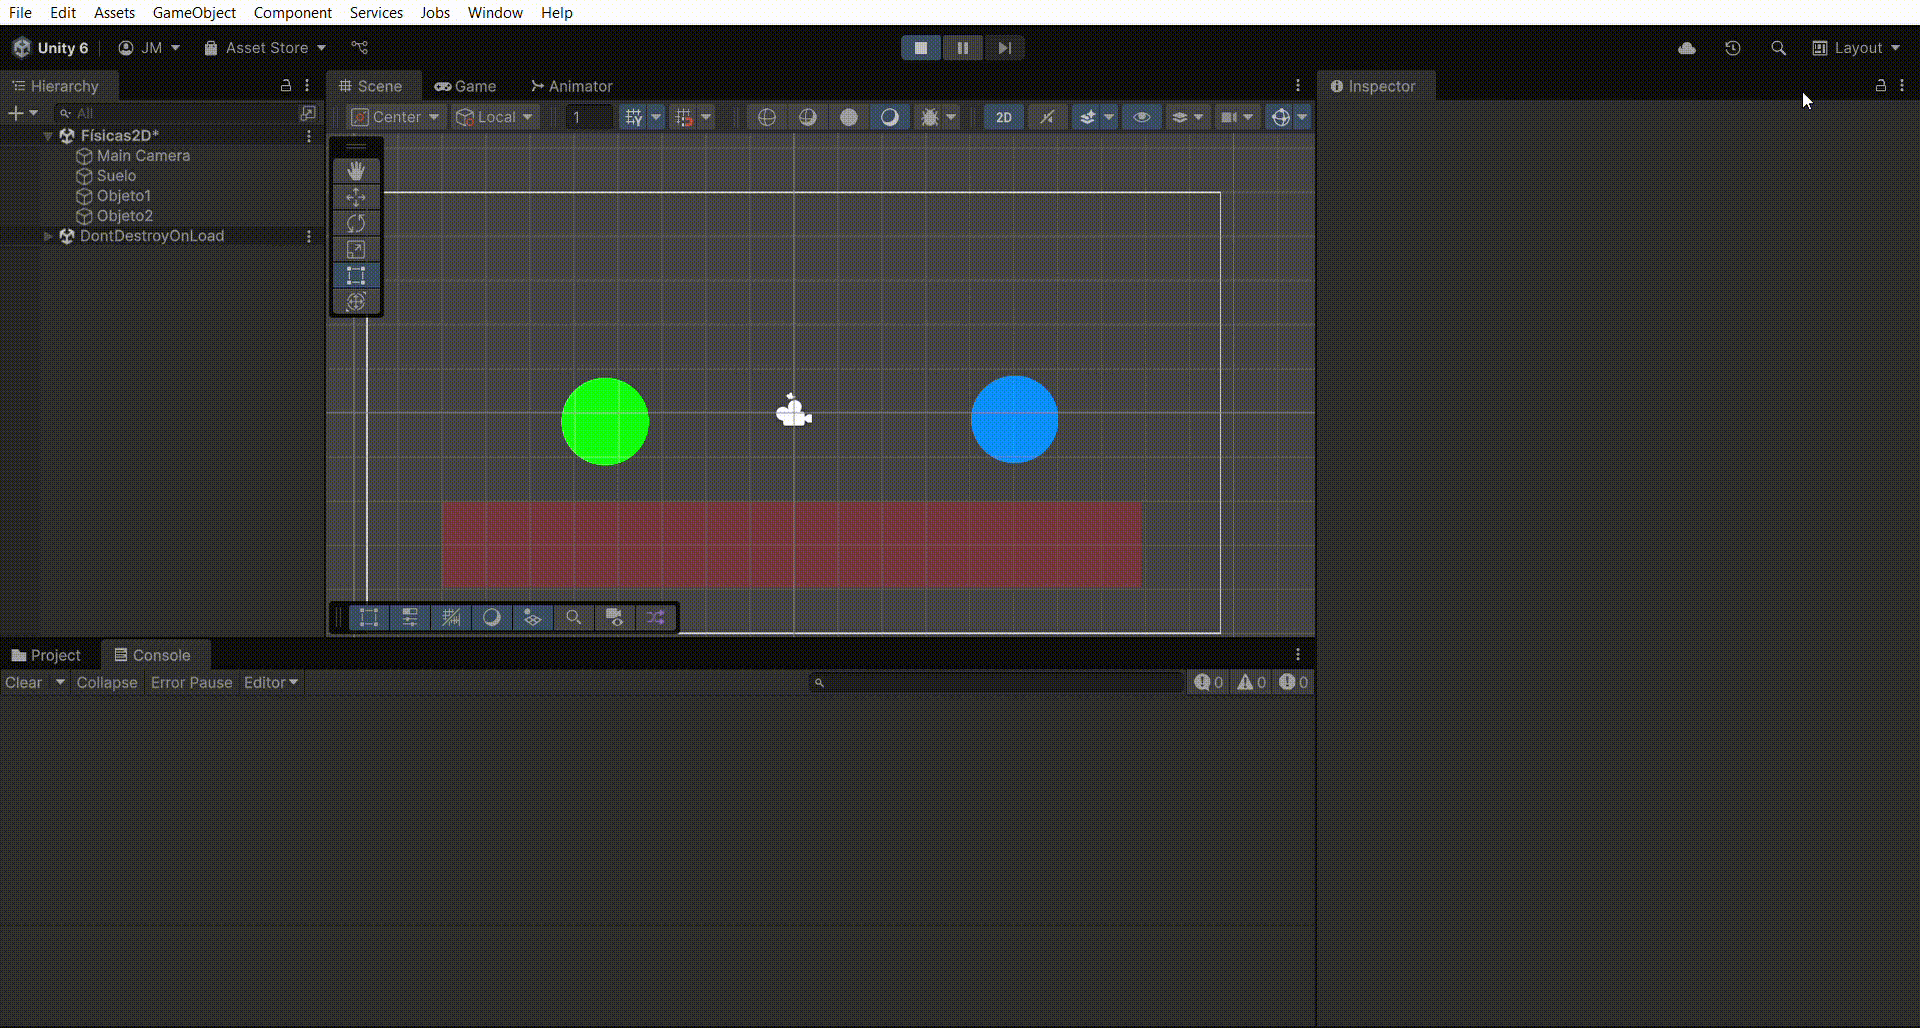 File Edit Assets GameObject Component Services Jobs Window Help
Unity 6 JM Asset Store Layout
Hierarchy
All
Físicas2D*
Main Camera
Suelo
Objeto1
Objeto2
DontDestroyOnLoad
Scene Game Animator
Center Local 1 2D
Inspector
Project Console
Clear Collapse Error Pause Editor 0 0 0